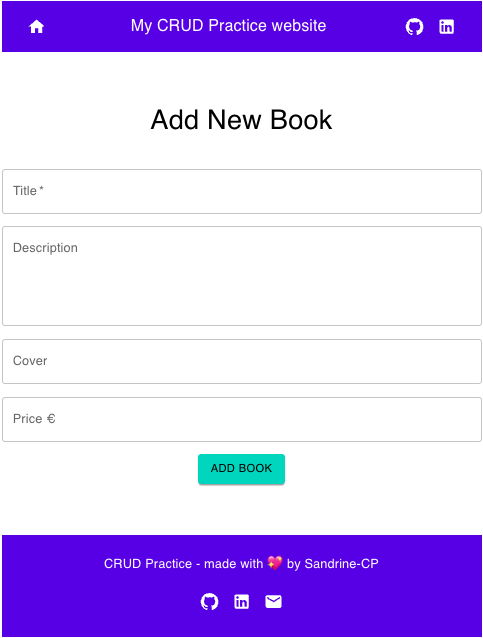 My CRUD Practice website
Add New Book
Title *
Description
Cover
Price €
ADD BOOK
CRUD Practice - made with 💖 by Sandrine-CP